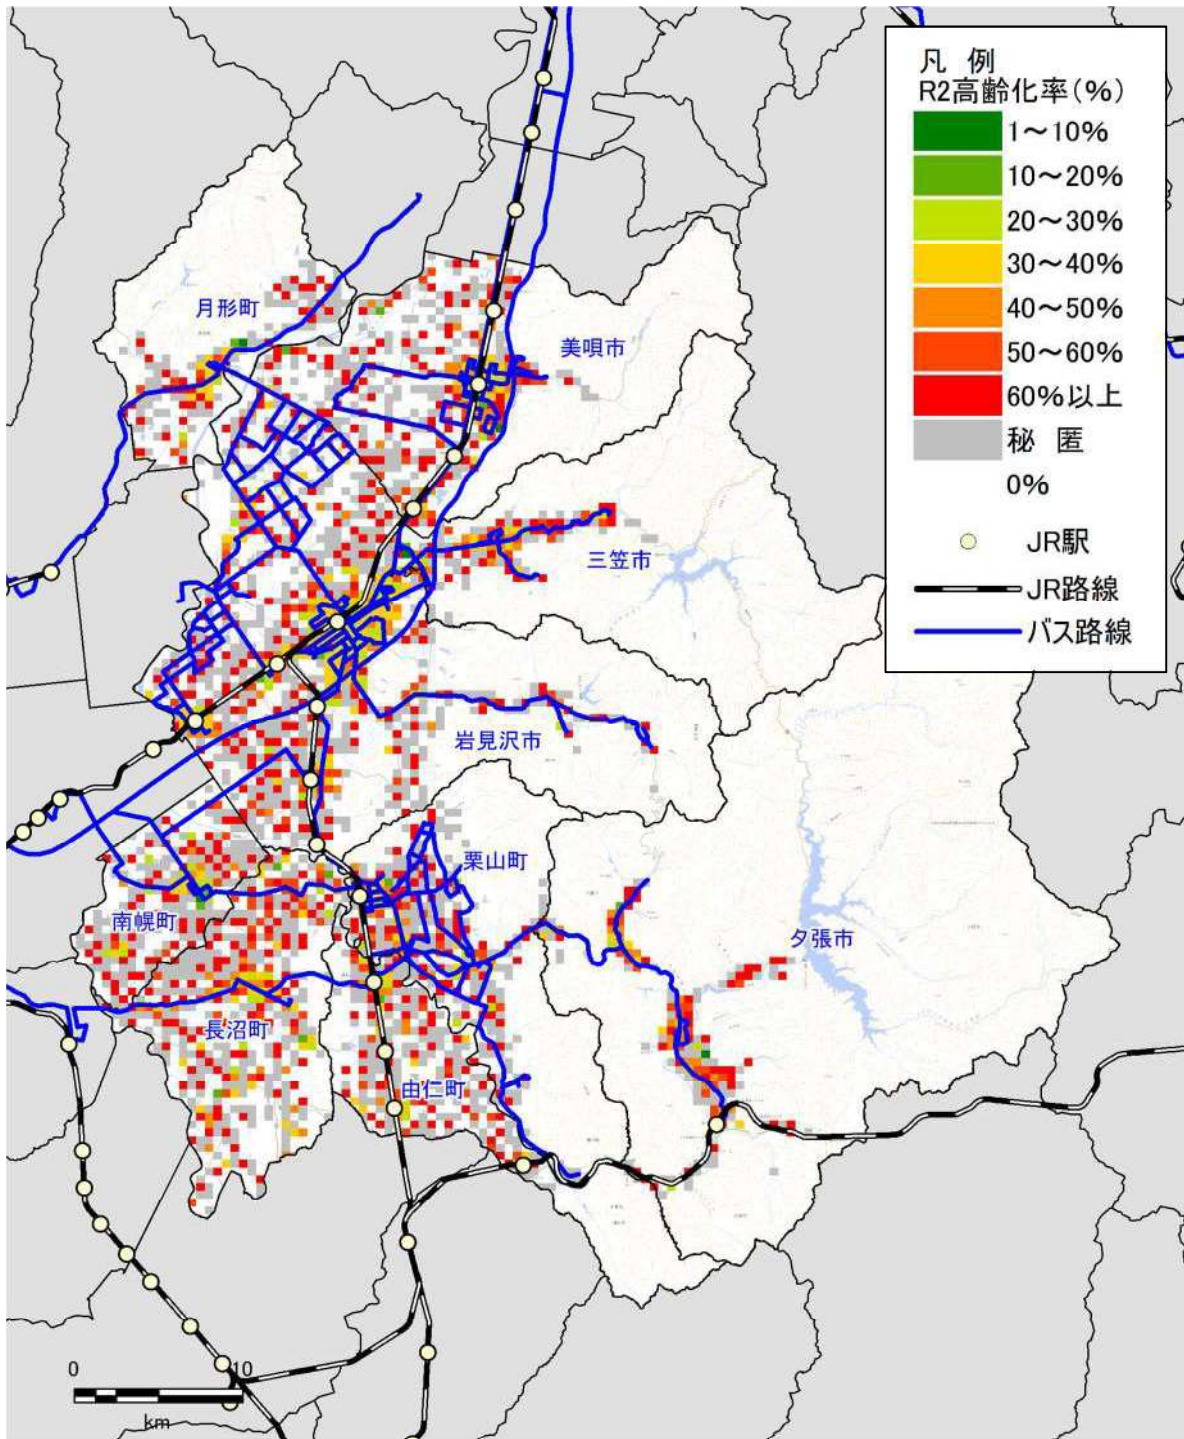 凡 例
R2高齢化率(%)
1～10%
10～20%
20～30%
30～40%
40～50%
50～60%
60%以上
秘 匿
0%
JR駅
JR路線
バス路線
月形町
美唄市
三笠市
岩見沢市
栗山町
南幌町
夕張市
長沼町
由仁町
0 10
km